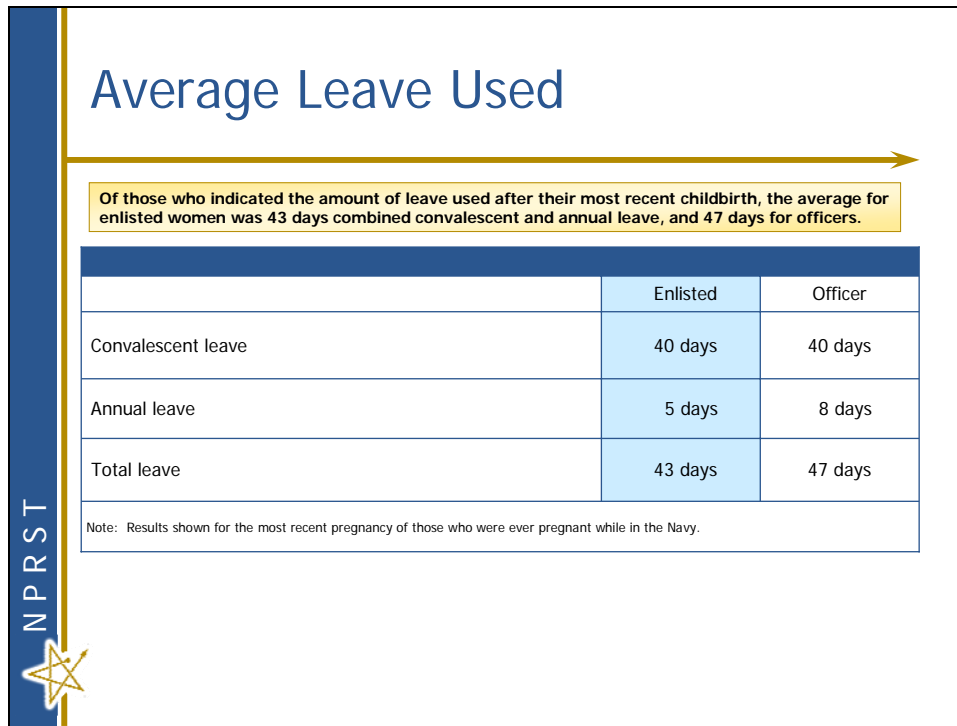 Average Leave Used
Of those who indicated the amount of leave used after their most recent childbirth, the average for
enlisted women was 43 days combined convalescent and annual leave, and 47 days for officers.
Enlisted Officer
Convalescent leave 40 days 40 days
Annual leave 5 days 8 days
Total leave 43 days 47 days
Note: Results shown for the most recent pregnancy of those who were ever pregnant while in the Navy.
NPRST